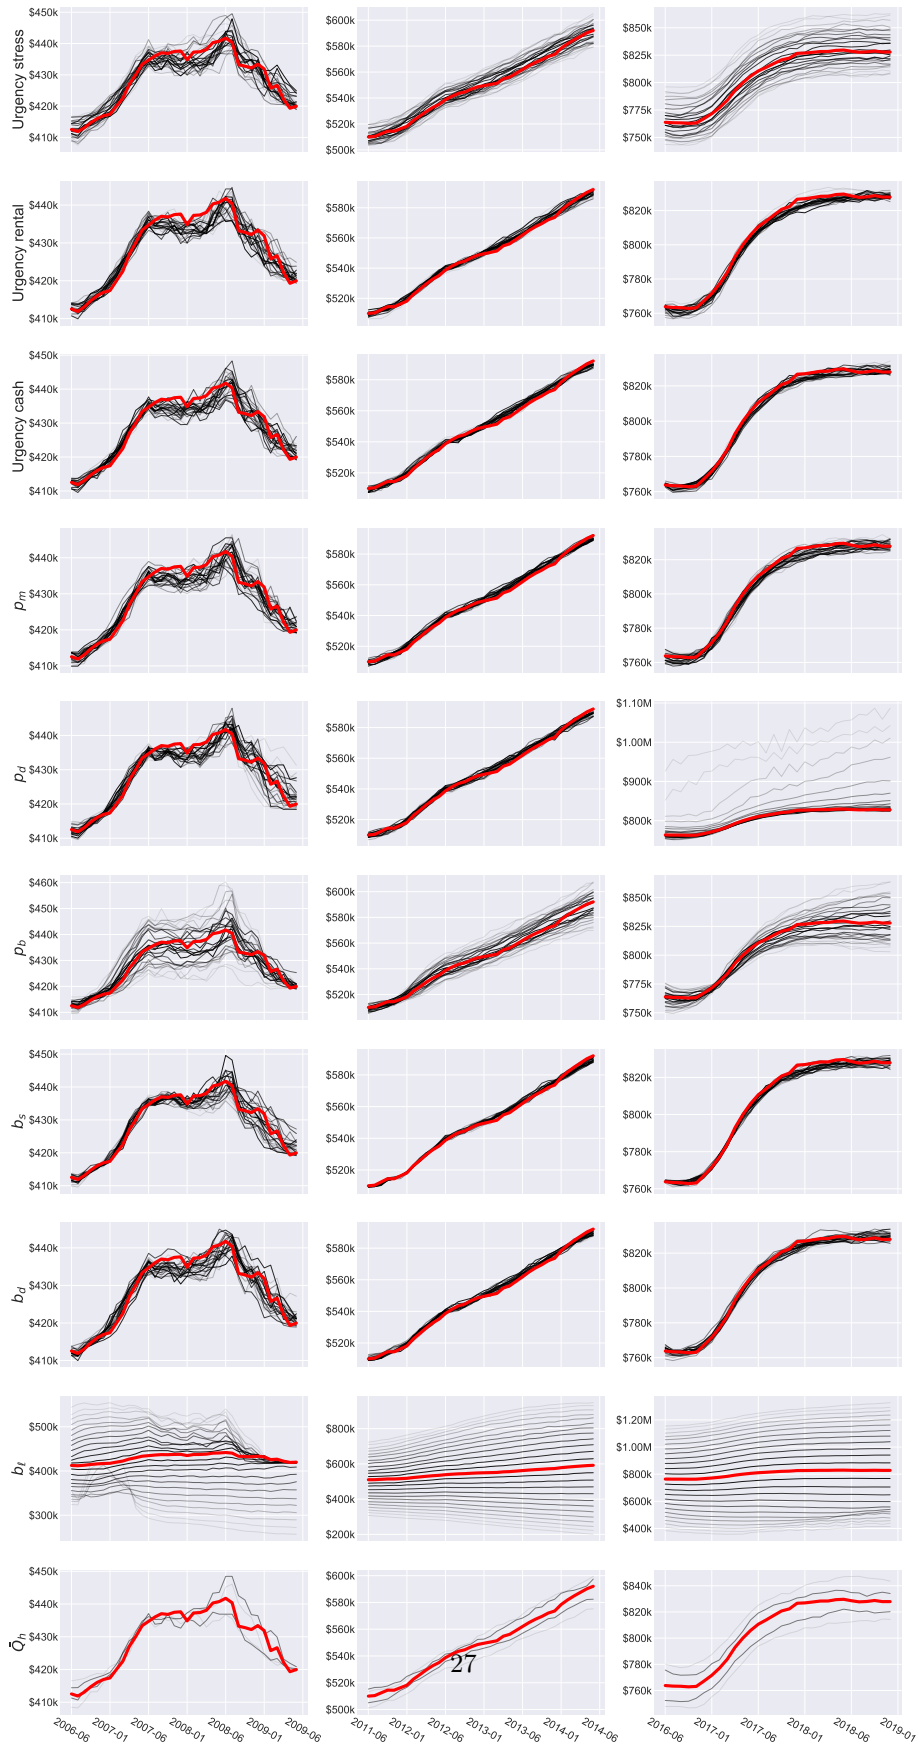 Urgency stress
$450k
$440k
$430k
$420k
$410k
$600k
$580k
$560k
$540k
$520k
$500k
$850k
$825k
$800k
$775k
$750k
Urgency rental
$440k
$430k
$420k
$410k
$580k
$560k
$540k
$520k
$820k
$800k
$780k
$760k
Urgency cash
$450k
$440k
$430k
$420k
$410k
$580k
$560k
$540k
$520k
$820k
$800k
$780k
$760k
p_m
$440k
$430k
$420k
$410k
$580k
$560k
$540k
$520k
$820k
$800k
$780k
$760k
p_d
$440k
$430k
$420k
$410k
$580k
$560k
$540k
$520k
$1.10M
$1.00M
$900k
$800k
p_b
$460k
$450k
$440k
$430k
$420k
$410k
$600k
$580k
$560k
$540k
$520k
$850k
$825k
$800k
$775k
$750k
b_s
$450k
$440k
$430k
$420k
$410k
$580k
$560k
$540k
$520k
$820k
$800k
$780k
$760k
b_d
$440k
$430k
$420k
$410k
$580k
$560k
$540k
$520k
$820k
$800k
$780k
$760k
b_ℓ
$500k
$400k
$300k
$800k
$600k
$400k
$200k
$1.20M
$1.00M
$800k
$600k
$400k
Q̄_h
$450k
$440k
$430k
$420k
$410k
$600k
$580k
$560k
$540k
$520k
$500k
$840k
$820k
$800k
$780k
$760k
27
2006-06
2007-01
2007-06
2008-01
2008-06
2009-01
2009-06
2011-06
2012-01
2012-06
2013-01
2013-06
2014-01
2014-06
2016-06
2017-01
2017-06
2018-01
2018-06
2019-01